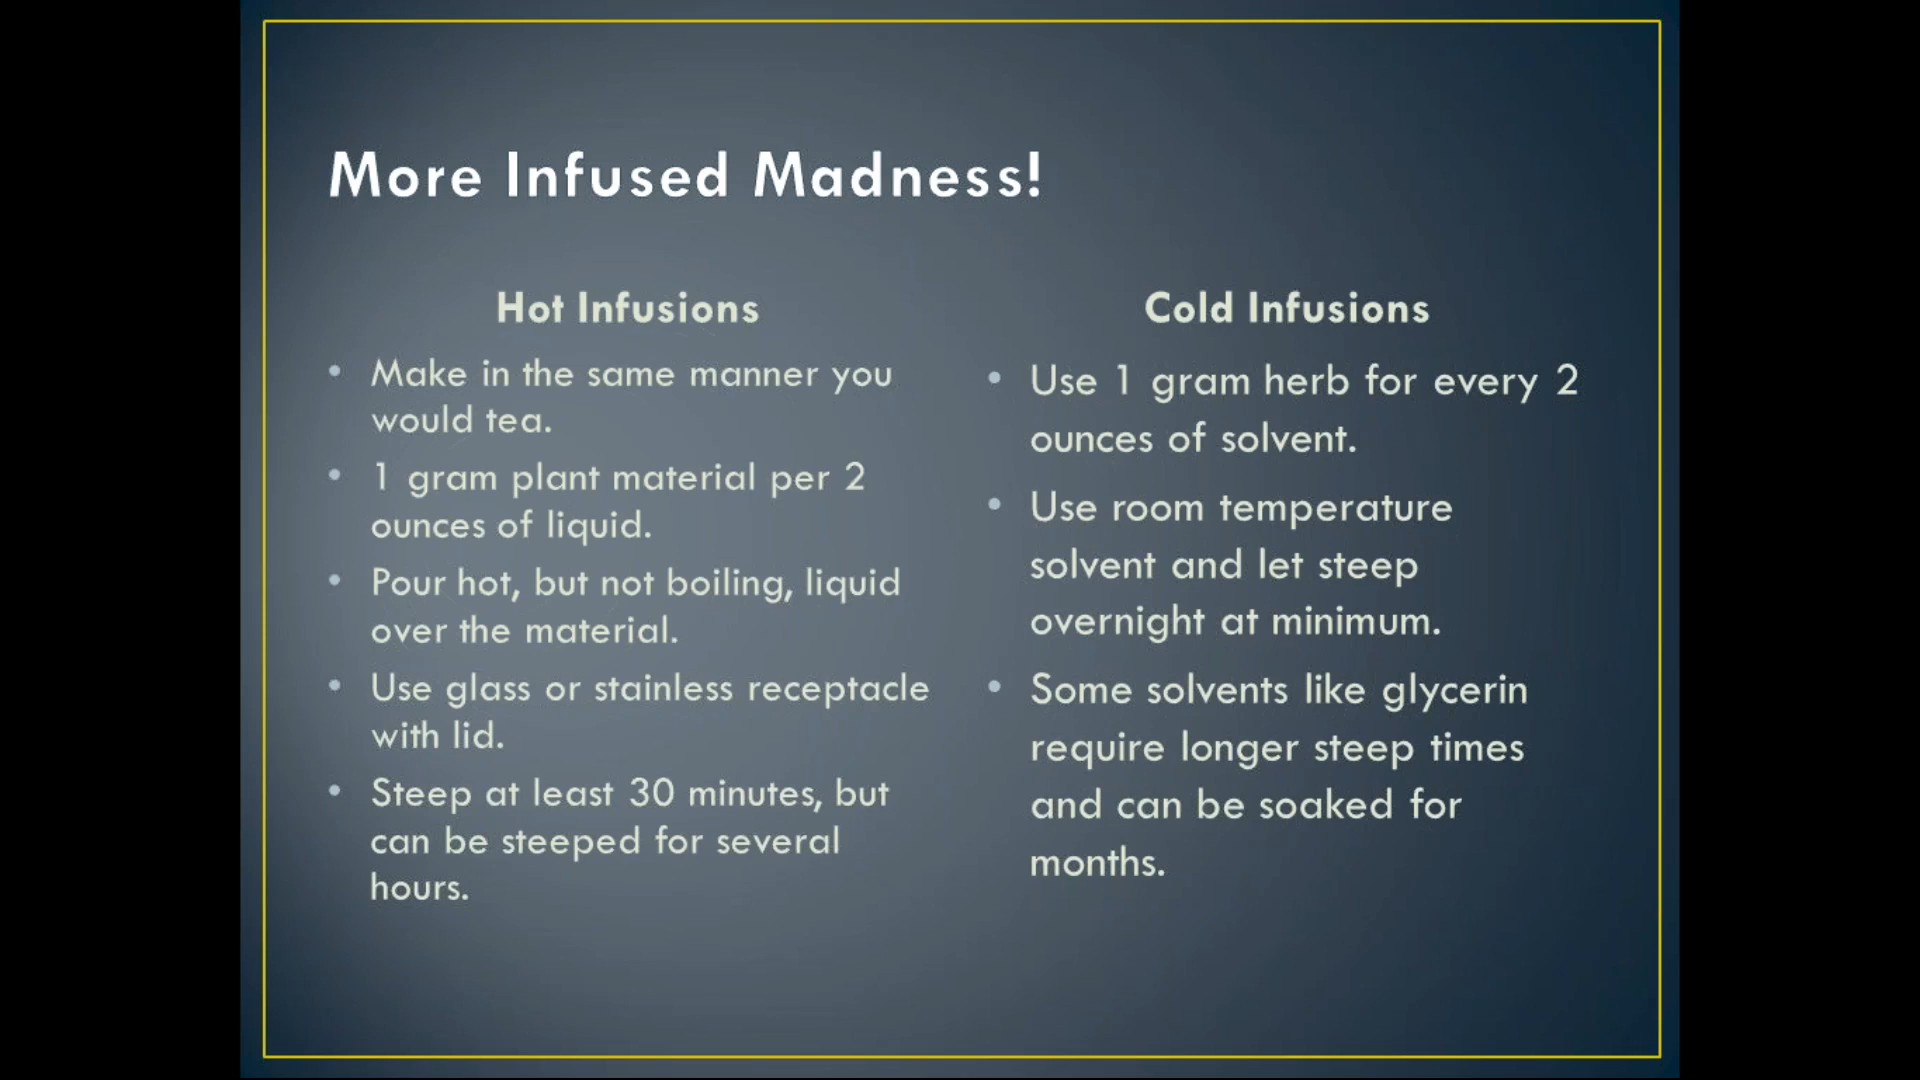 More Infused Madness!
Hot Infusions
• Make in the same manner you
would tea.
• 1 gram plant material per 2
ounces of liquid.
• Pour hot, but not boiling, liquid
over the material.
• Use glass or stainless receptacle
with lid.
• Steep at least 30 minutes, but
can be steeped for several
hours.
Cold Infusions
• Use 1 gram herb for every 2
ounces of solvent.
• Use room temperature
solvent and let steep
overnight at minimum.
• Some solvents like glycerin
require longer steep times
and can be soaked for
months.